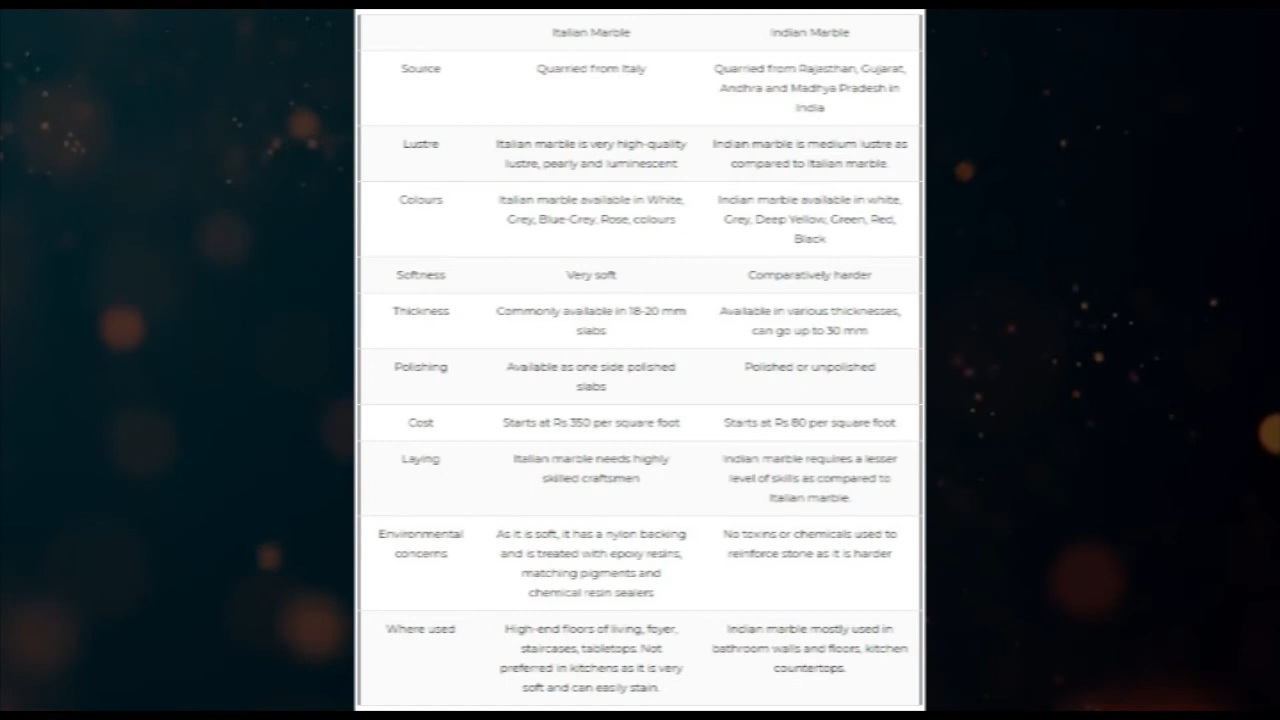 Italian Marble Indian Marble
Source Quarried from Italy Quarried from Rajasthan, Gujarat,
Andhra and Madhya Pradesh in
India
Lustre Italian marble is very high-quality Indian marble is medium lustre as
lustre, pearly and luminescent. compared to Italian marble.
Colours Italian marble available in White, Indian marble available in white,
Grey, Blue-Grey, Rose, colours Grey, Deep Yellow, Green, Red,
Black
Softness Very soft Comparatively harder
Thickness Commonly available in 18-20 mm Available in various thicknesses,
slabs can go up to 30 mm
Polishing Available as one side polished Polished or unpolished
slabs
Cost Starts at Rs 350 per square foot Starts at Rs 80 per square foot
Laying Italian marble needs highly Indian marble requires a lesser
skilled craftsmen level of skills as compared to
Italian marble.
Environmental As it is soft, it has a nylon backing No toxins or chemicals used to
concerns and is treated with epoxy resins, reinforce stone as it is harder
matching pigments and
chemical resin sealers
Where used High-end floors of living, foyer, Indian marble mostly used in
staircases, tabletops. Not bathroom walls and floors, kitchen
preferred in kitchens as it is very countertops.
soft and can easily stain.